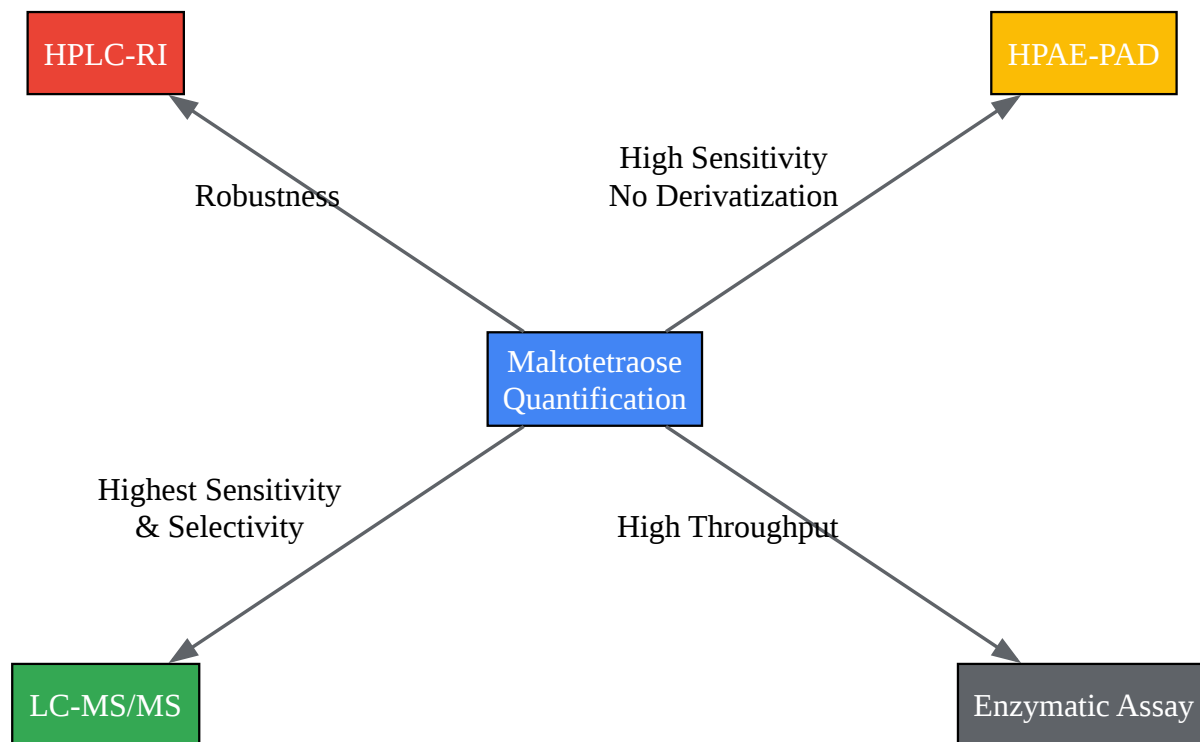 HPLC-RI
HPAE-PAD
High Sensitivity
No Derivatization
Robustness
Maltotetraose
Quantification
Highest Sensitivity
& Selectivity
High Throughput
LC-MS/MS
Enzymatic Assay